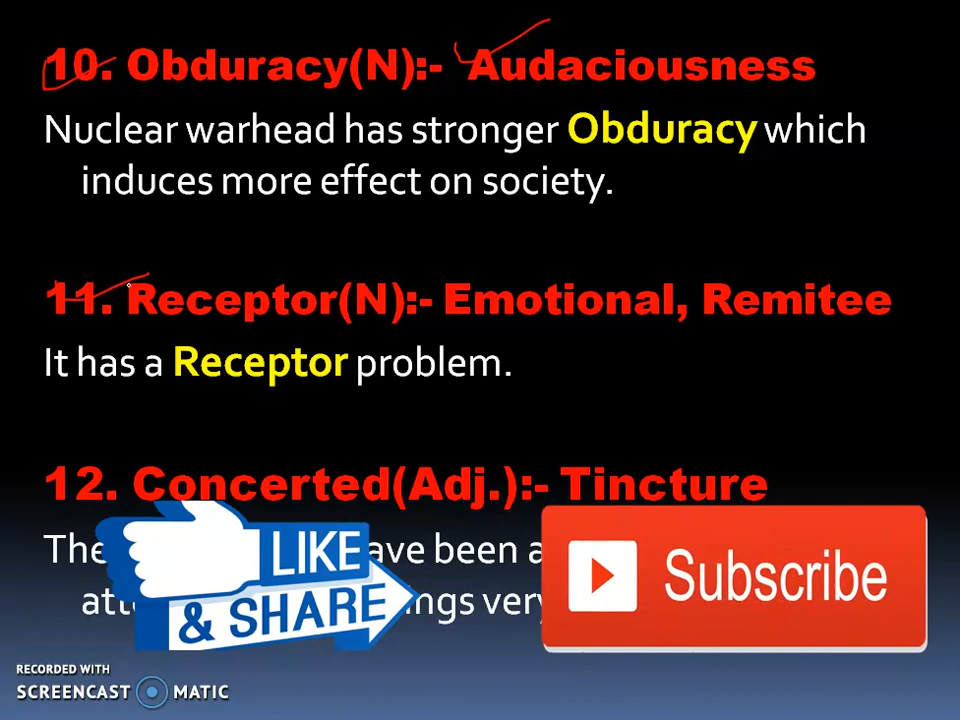 10. Obduracy(N):- Audaciousness
Nuclear warhead has stronger Obduracy which
induces more effect on society.
11. Receptor(N):- Emotional, Remitee
It has a Receptor problem.
12. Concerted(Adj.):- Tincture
The ave been a
att ings very
LIKE
& SHARE
Subscribe
RECORDED WITH
SCREENCAST MATIC